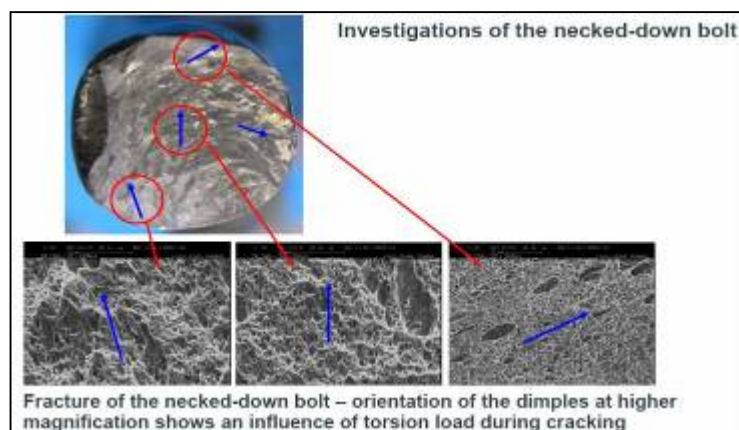 Investigations of the necked-down bolt
Fracture of the necked-down bolt – orientation of the dimples at higher
magnification shows an influence of torsion load during cracking